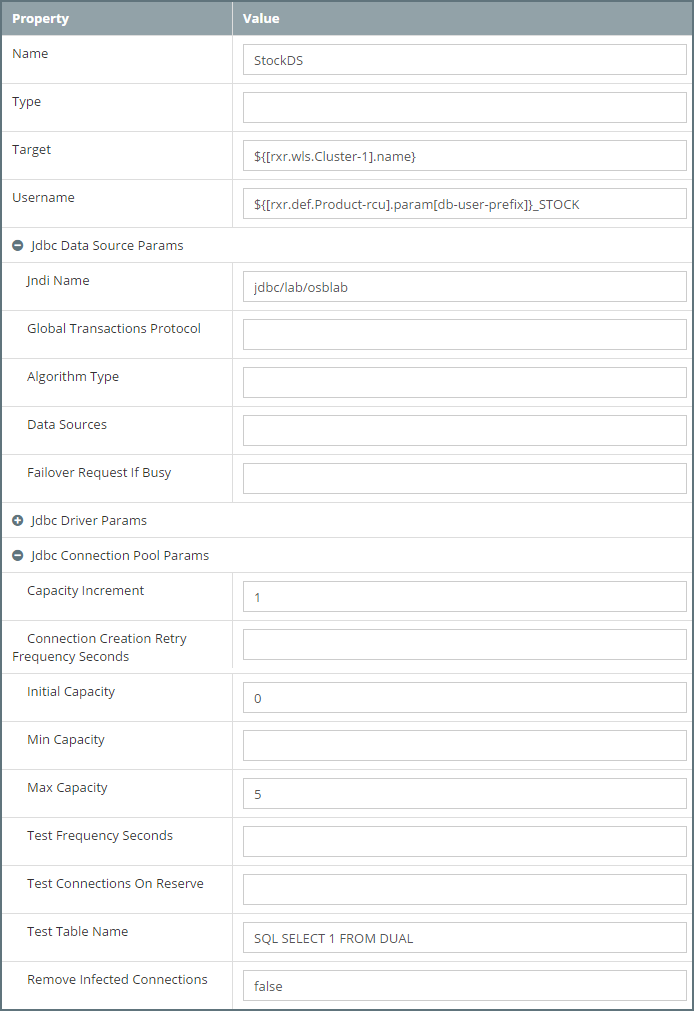 Property Value
Name StockDS
Type
Target ${[rxr.wls.Cluster-1].name}
Username ${[rxr.def.Product-rcu].param[db-user-prefix]}_STOCK
Jdbc Data Source Params
Jndi Name jdbc/lab/osblab
Global Transactions Protocol
Algorithm Type
Data Sources
Failover Request If Busy
Jdbc Driver Params
Jdbc Connection Pool Params
Capacity Increment 1
Connection Creation Retry
Frequency Seconds
Initial Capacity 0
Min Capacity
Max Capacity 5
Test Frequency Seconds
Test Connections On Reserve
Test Table Name SQL SELECT 1 FROM DUAL
Remove Infected Connections false